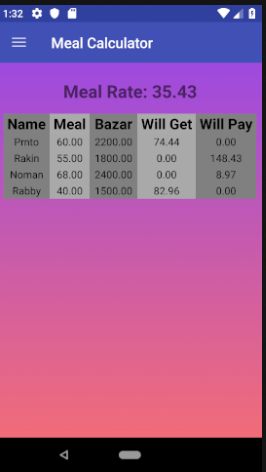 1:32
Meal Calculator
Meal Rate: 35.43
Name Meal Bazar Will Get Will Pay
Prnto 60.00 2200.00 74.44 0.00
Rakin 55.00 1800.00 0.00 148.43
Noman 68.00 2400.00 0.00 8.97
Rabby 40.00 1500.00 82.96 0.00